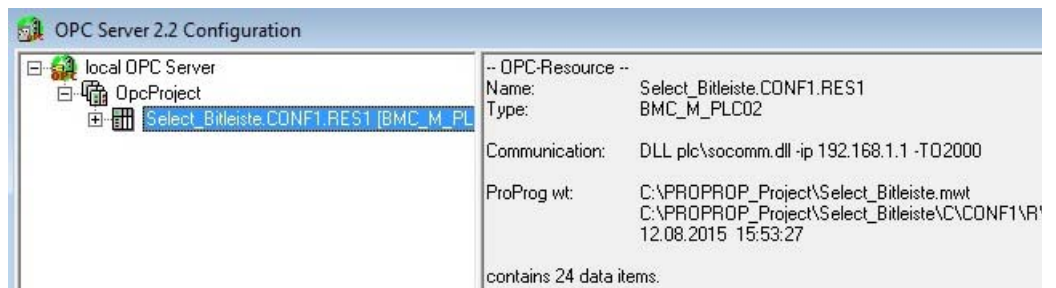 OPC Server 2.2 Configuration
local OPC Server
OpcProject
Select_Bitleiste.CONF1.RES1 [BMC_M_PL
-- OPC-Resource --
Name: Select_Bitleiste.CONF1.RES1
Type: BMC_M_PLC02
Communication: DLL plc\socomm.dll -ip 192.168.1.1 -TO2000
ProProg wt: C:\PROPROP_Project\Select_Bitleiste.mwt
C:\PROPROP_Project\Select_Bitleiste\C\CONF1\R\
12.08.2015 15:53:27
contains 24 data items.